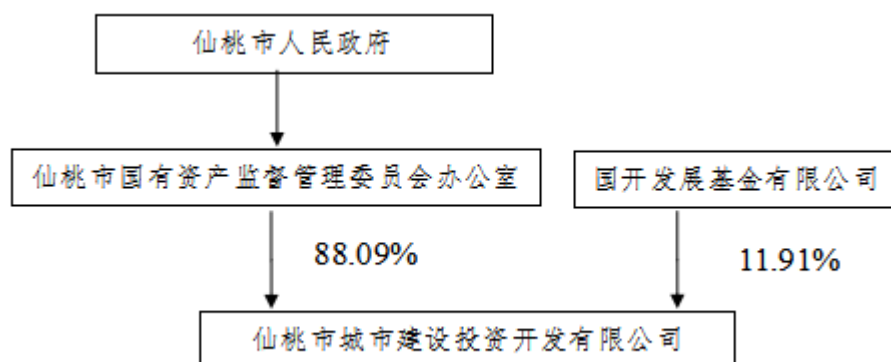 仙桃市人民政府
仙桃市国有资产监督管理委员会办公室
国开发展基金有限公司
88.09%
11.91%
仙桃市城市建设投资开发有限公司